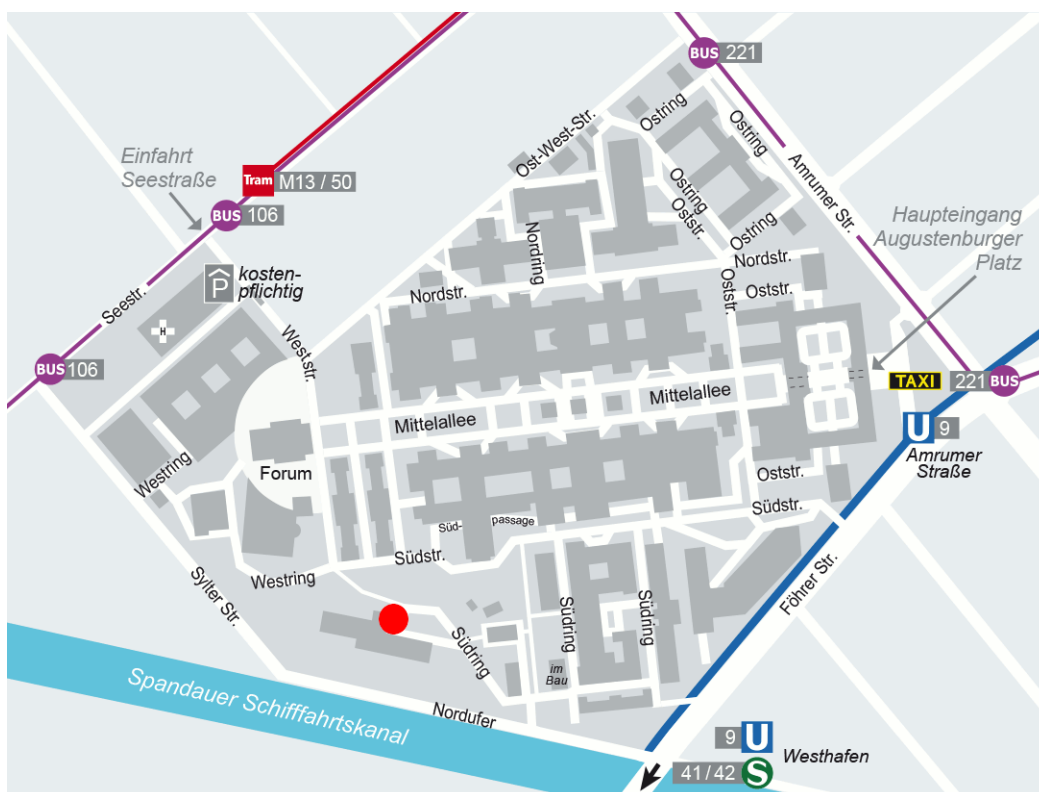 BUS 221
Ostring
Ostring
Ost-West-Str.
Amrumer Str.
Einfahrt
Seestraße
Tram M13 / 50
BUS 106
Ostring
Oststr.
Haupteingang
Augustenburger
Platz
Ostring
Nordring
Nordstr.
P kosten-
pflichtig
Nordstr.
Oststr.
Oststr.
Seestr.
H
Weststr.
BUS 106
TAXI
221 BUS
Mittelallee
Mittelallee
U 9
Amrumer
Straße
Forum
Westring
Oststr.
Südstr.
Süd- passage
Südstr.
Westring
Sylter Str.
Föhrer Str.
Südring
Südring
Südring
im
Bau
Spandauer Schifffahrtskanal
Nordufer
9 U
Westhafen
41 / 42 S